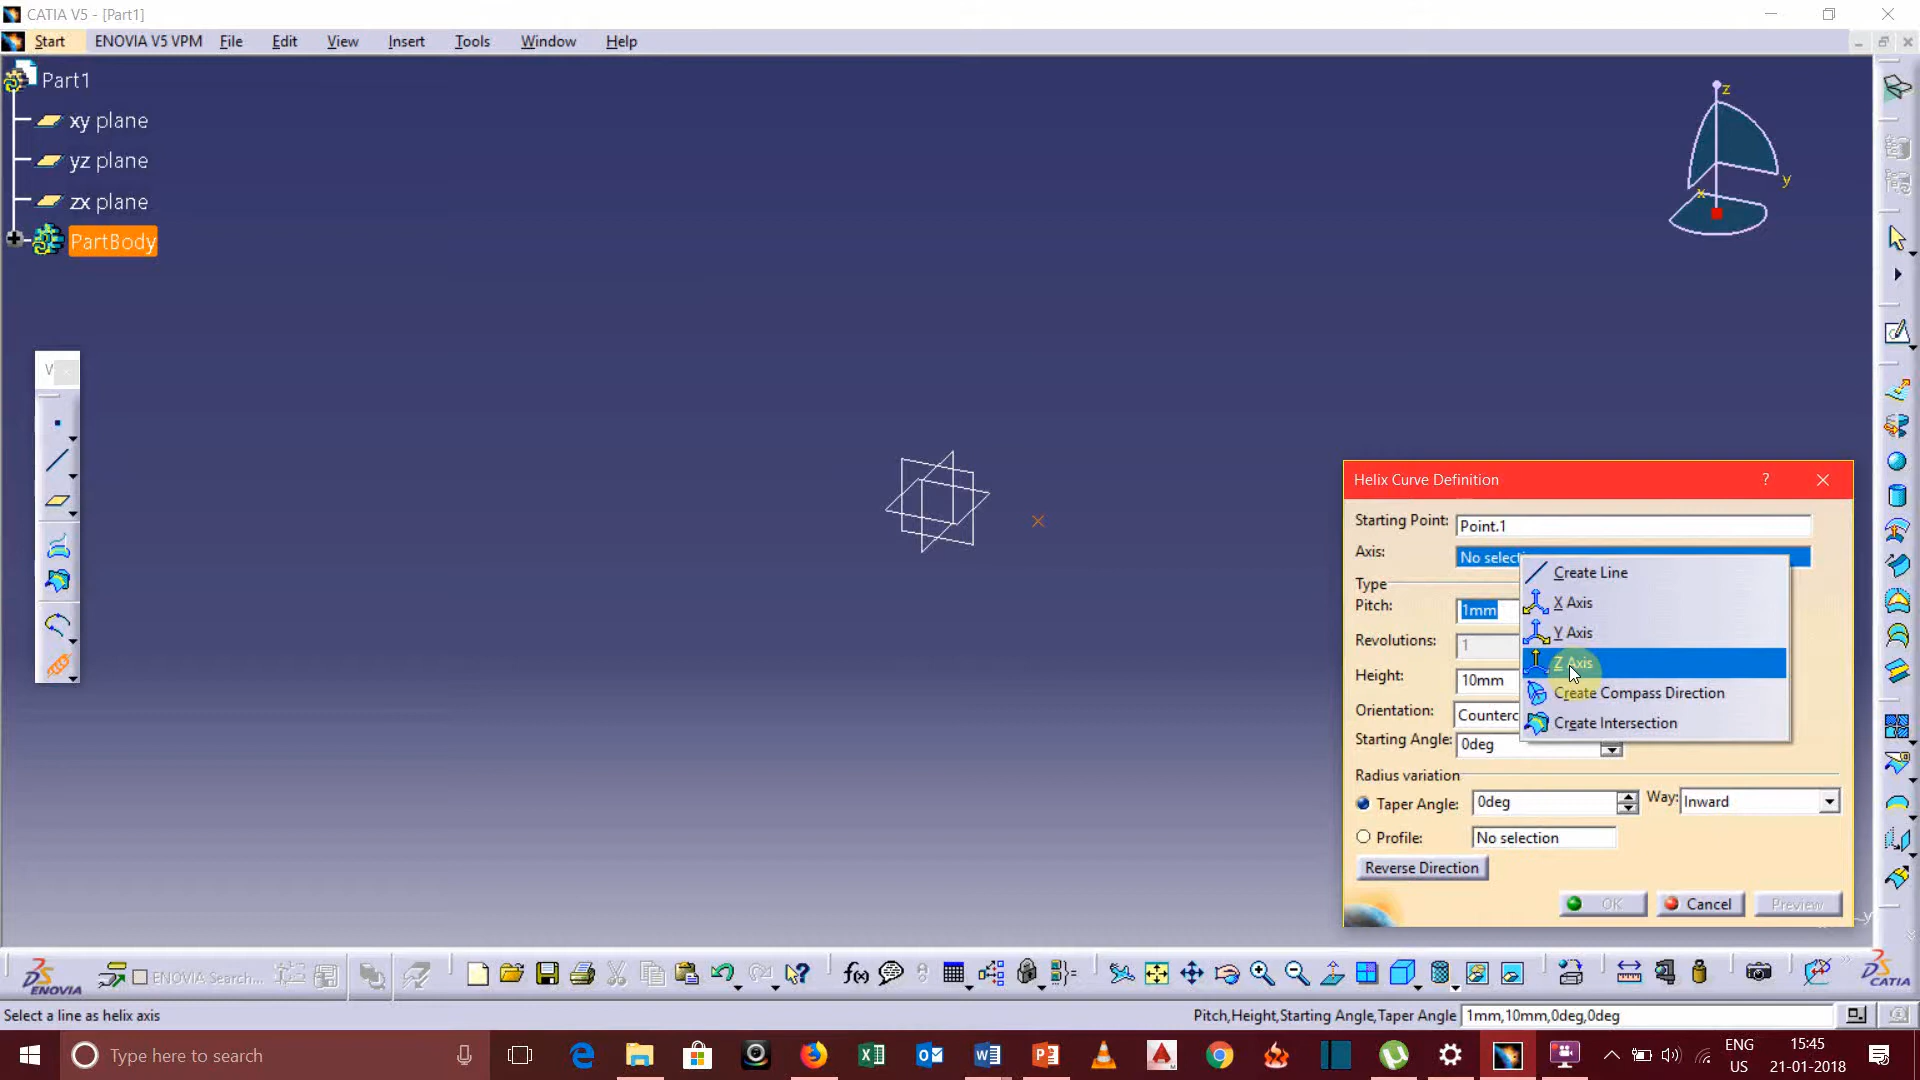 CATIA V5 - [Part1]
Start ENOVIA V5 VPM File Edit View Insert Tools Window Help
Part1
xy plane
yz plane
zx plane
PartBody
z
y
x
Helix Curve Definition ?
Starting Point: Point.1
Axis: No selecti
Create Line
X Axis
Y Axis
Z Axis
Create Compass Direction
Create Intersection
Type
Pitch: 1mm
Revolutions: 1
Height: 10mm
Orientation: Counterc
Starting Angle: 0deg
Radius variation
Taper Angle: 0deg Way: Inward
Profile: No selection
Reverse Direction
OK Cancel Preview
y
ENOVIA ENOVIA Search... f(x) CATIA
Select a line as helix axis Pitch,Height,Starting Angle,Taper Angle 1mm,10mm,0deg,0deg
Type here to search
ENG
US
15:45
21-01-2018